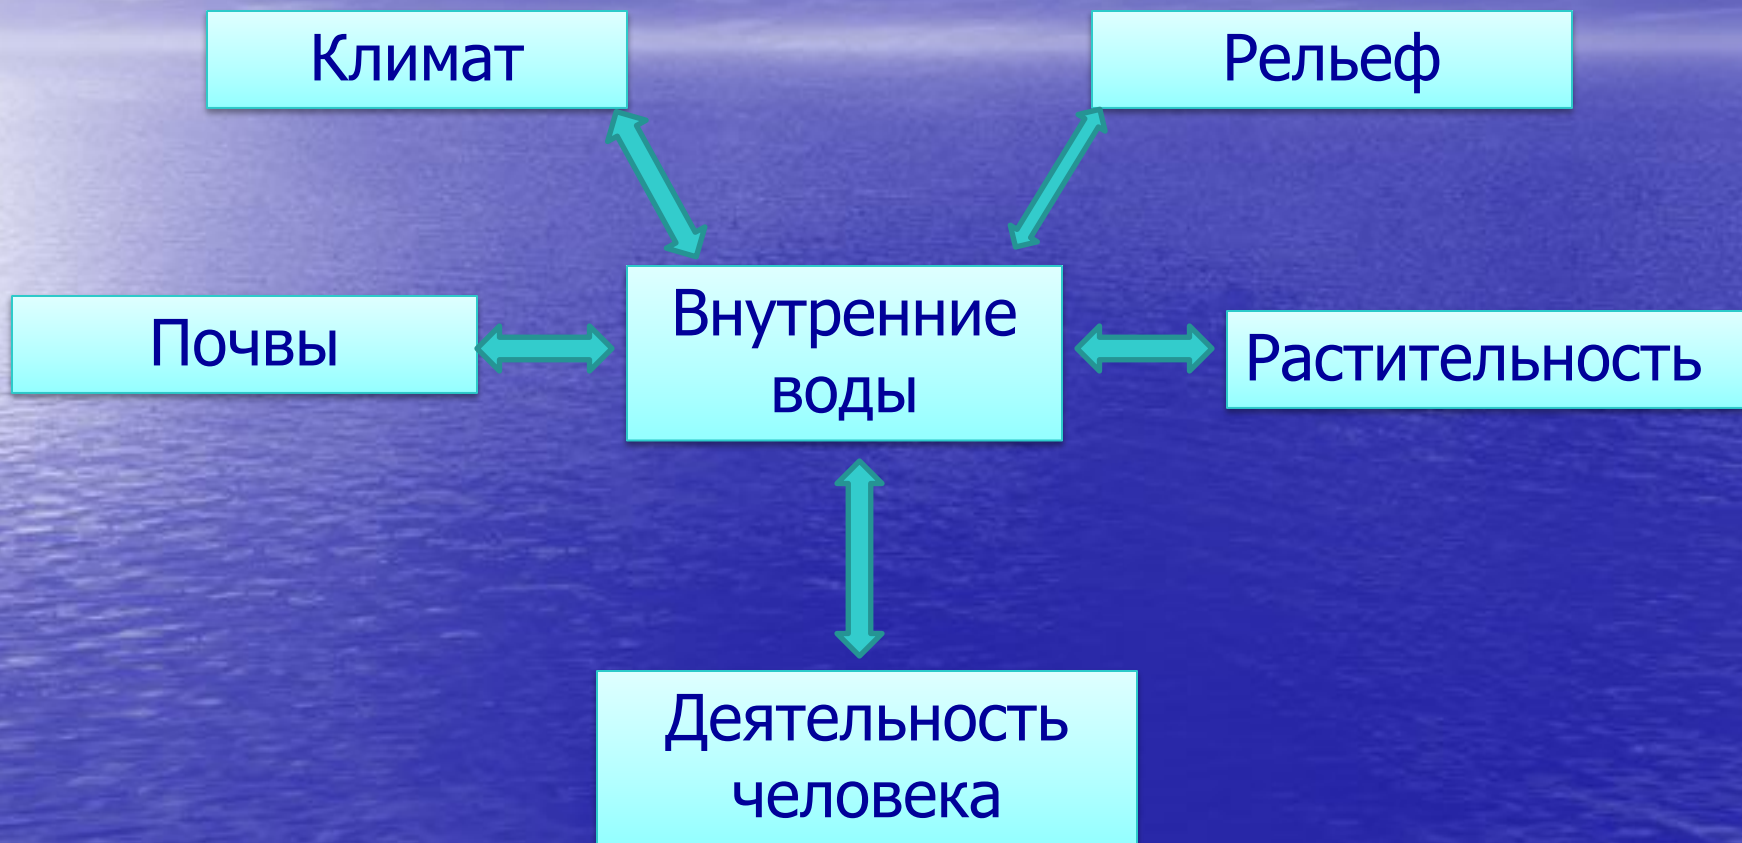 Климат
Рельеф
Внутренние
воды
Почвы
Растительность
Деятельность
человека